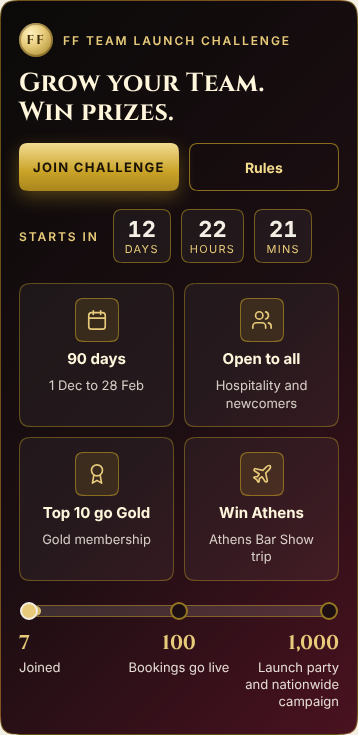 FF
FF TEAM LAUNCH CHALLENGE
GROW YOUR TEAM.
WIN PRIZES.
JOIN CHALLENGE
Rules
STARTS IN
12
DAYS
22
HOURS
21
MINS
90 days
1 Dec to 28 Feb
Open to all
Hospitality and
newcomers
Top 10 go Gold
Gold membership
Win Athens
Athens Bar Show
trip
7
Joined
100
Bookings go live
1,000
Launch party
and nationwide
campaign